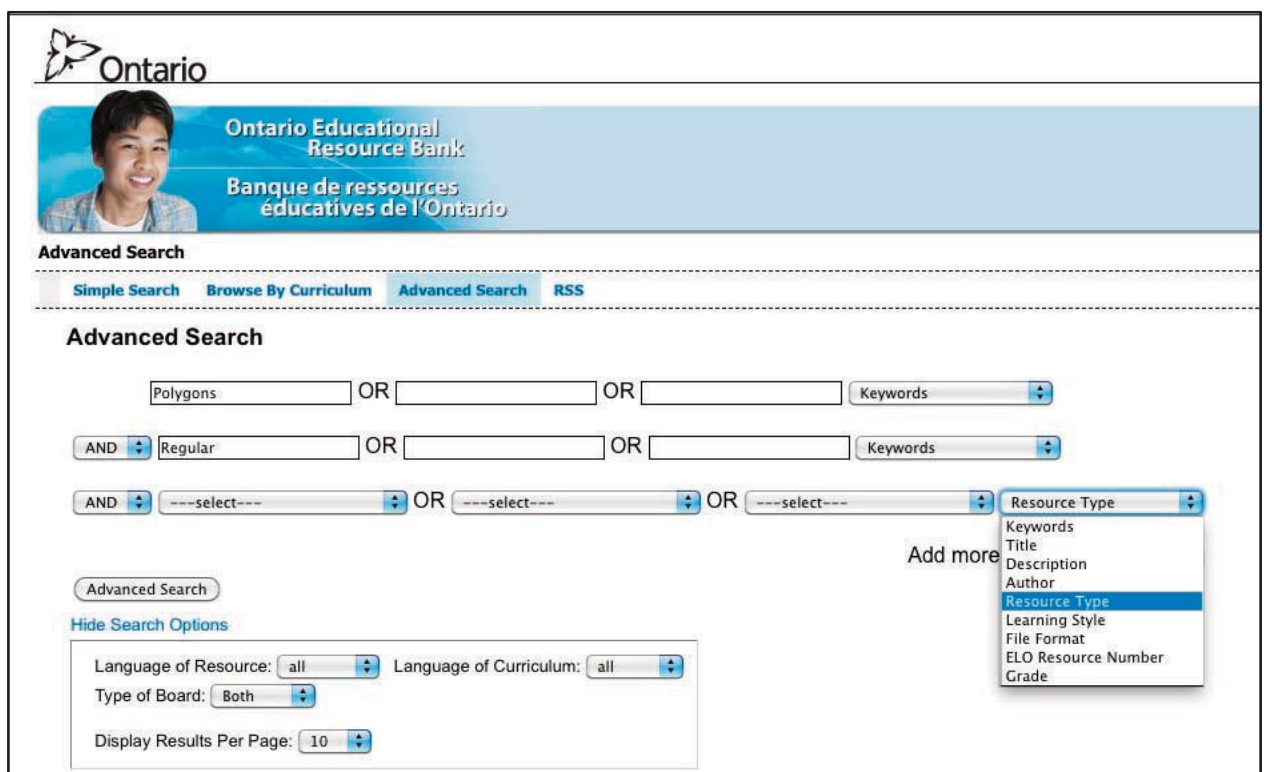 Ontario
Ontario Educational
Resource Bank
Banque de ressources
éducatives de l'Ontario
Advanced Search
Simple Search Browse By Curriculum Advanced Search RSS
Advanced Search
Polygons OR OR Keywords
AND Regular OR OR Keywords
AND ---select--- OR ---select--- OR ---select--- Resource Type
Keywords
Title
Add more
Description
Author
Resource Type
Learning Style
File Format
ELO Resource Number
Grade
Advanced Search
Hide Search Options
Language of Resource: all Language of Curriculum: all
Type of Board: Both
Display Results Per Page: 10